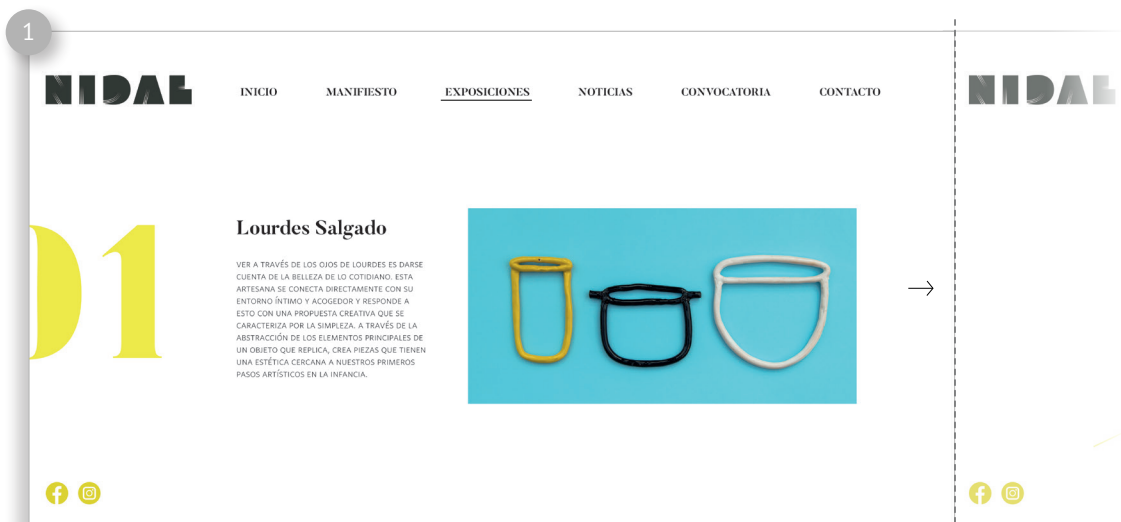 1
NIDAE
INICIO
MANIFIESTO
EXPOSICIONES
NOTICIAS
CONVOCATORIA
CONTACTO
NIDAE
01
Lourdes Salgado
VER A TRAVÉS DE LOS OJOS DE LOURDES ES DARSE
CUENTA DE LA BELLEZA DE LO COTIDIANO. ESTA
ARTESANA SE CONECTA DIRECTAMENTE CON SU
ENTORNO ÍNTIMO Y ACOGEDOR Y RESPONDE A
ESTO CON UNA PROPUESTA CREATIVA QUE SE
CARACTERIZA POR LA SIMPLEZA. A TRAVÉS DE LA
ABSTRACCIÓN DE LOS ELEMENTOS PRINCIPALES DE
UN OBJETO QUE REPLICA, CREA PIEZAS QUE TIENEN
UNA ESTÉTICA CERCANA A NUESTROS PRIMEROS
PASOS ARTÍSTICOS EN LA INFANCIA.